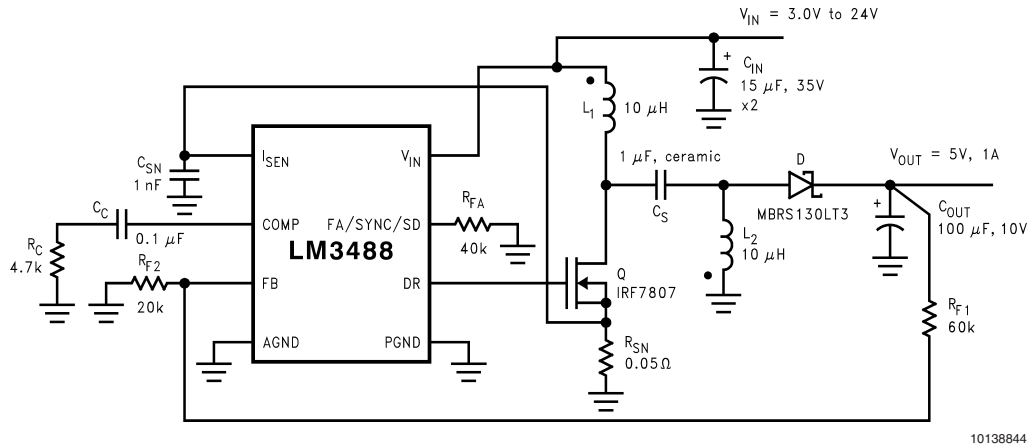 V_IN = 3.0V to 24V
+
C_IN
15 µF, 35V
x2
L_1
10 µH
I_SEN
V_IN
C_SN
1 nF
1 µF, ceramic
C_S
D
MBRS130LT3
V_OUT = 5V, 1A
+
C_OUT
100 µF, 10V
C_C
0.1 µF
COMP
FA/SYNC/SD
R_FA
40k
LM3488
R_C
4.7k
R_F2
20k
FB
DR
Q
IRF7807
L_2
10 µH
R_F1
60k
AGND
PGND
R_SN
0.05Ω
10138844